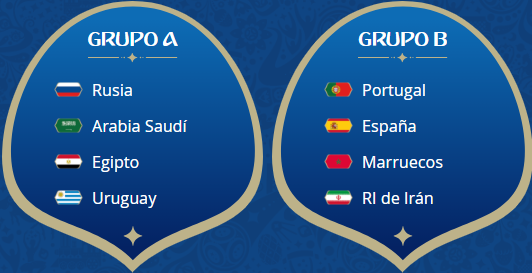 GRUPO A
Rusia
Arabia Saudí
Egipto
Uruguay
GRUPO B
Portugal
España
Marruecos
RI de Irán